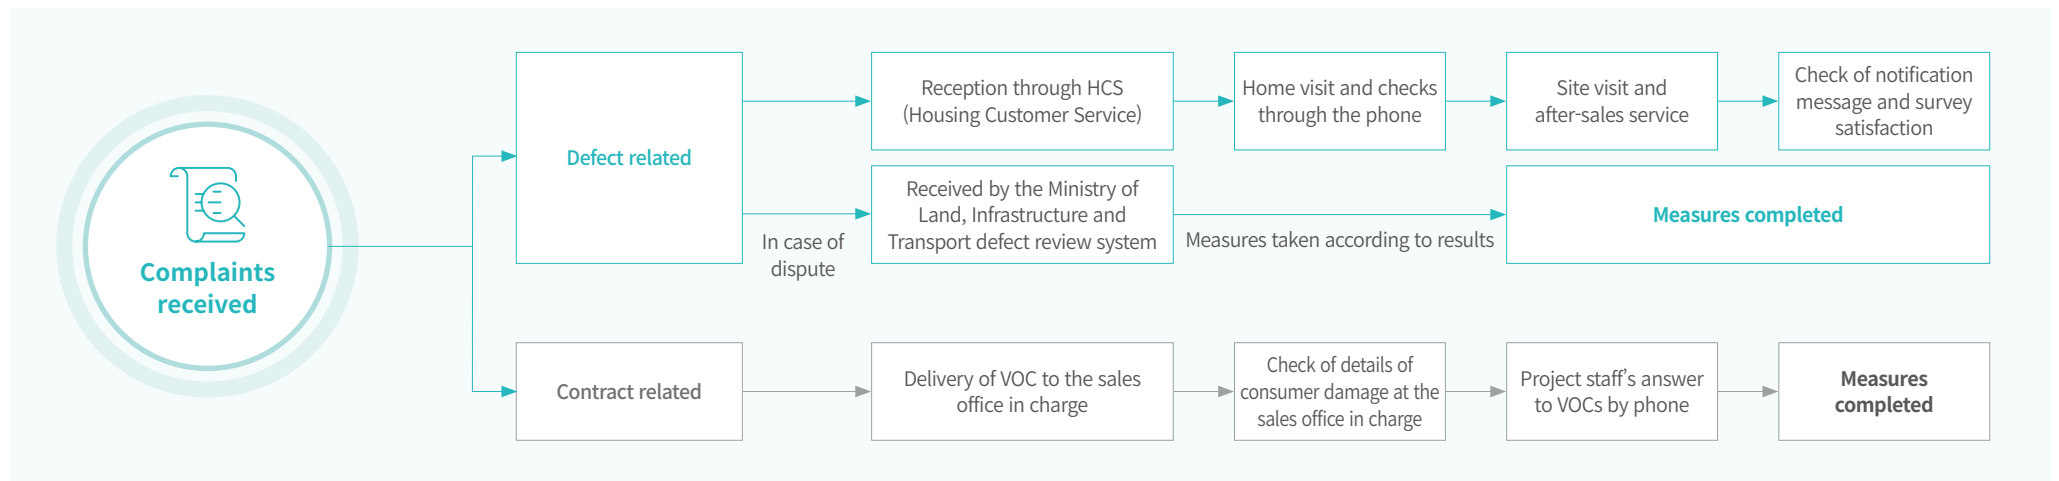 Complaints
received
Defect related
Reception through HCS
(Housing Customer Service)
Home visit and checks
through the phone
Site visit and
after-sales service
Check of notification
message and survey
satisfaction
In case of
dispute
Received by the Ministry of
Land, Infrastructure and
Transport defect review system
Measures taken according to results
Measures completed
Contract related
Delivery of VOC to the sales
office in charge
Check of details of
consumer damage at the
sales office in charge
Project staff’s answer
to VOCs by phone
Measures
completed